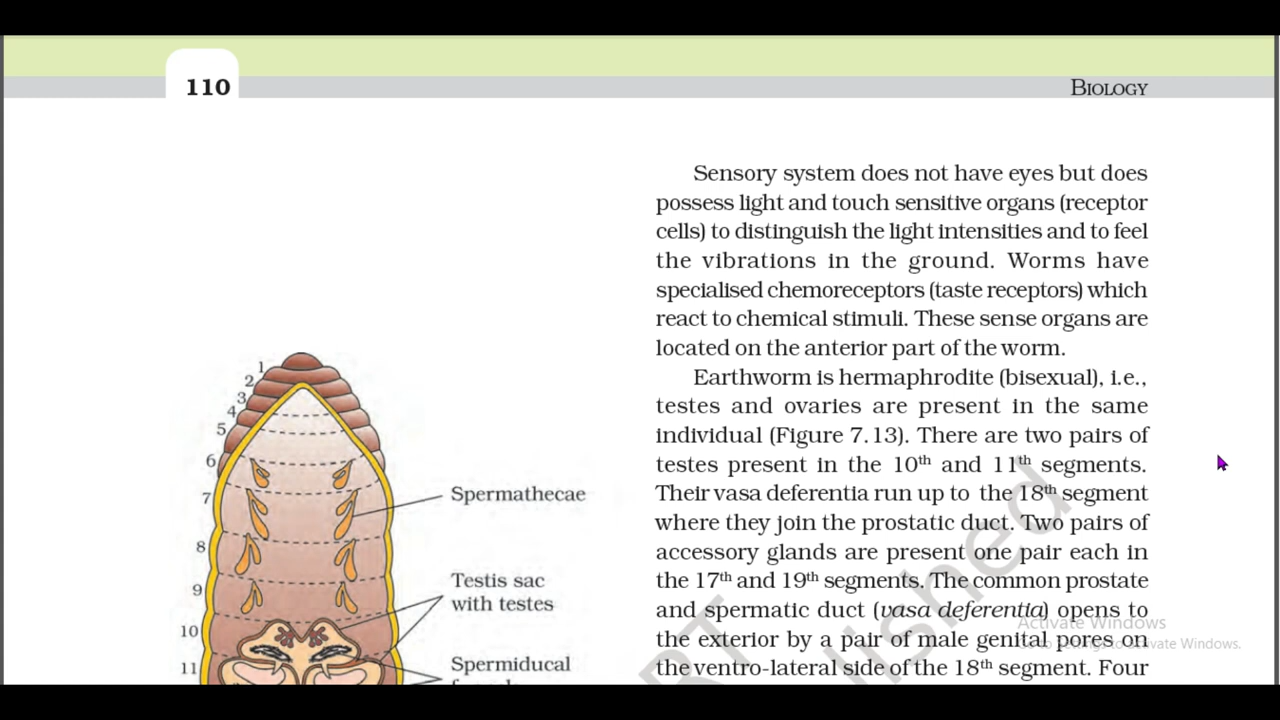 110
BIOLOGY
Sensory system does not have eyes but does
possess light and touch sensitive organs (receptor
cells) to distinguish the light intensities and to feel
the vibrations in the ground. Worms have
specialised chemoreceptors (taste receptors) which
react to chemical stimuli. These sense organs are
located on the anterior part of the worm.
Earthworm is hermaphrodite (bisexual), i.e.,
testes and ovaries are present in the same
individual (Figure 7.13). There are two pairs of
testes present in the 10th and 11th segments.
Their vasa deferentia run up to the 18th segment
where they join the prostatic duct. Two pairs of
accessory glands are present one pair each in
the 17th and 19th segments. The common prostate
and spermatic duct (vasa deferentia) opens to
the exterior by a pair of male genital pores on
the ventro-lateral side of the 18th segment. Four
1
2
3
4
5
6
7
8
9
10
11
Spermathecae
Testis sac
with testes
Spermiducal
Activate Windows
Go to Settings to activate Windows.